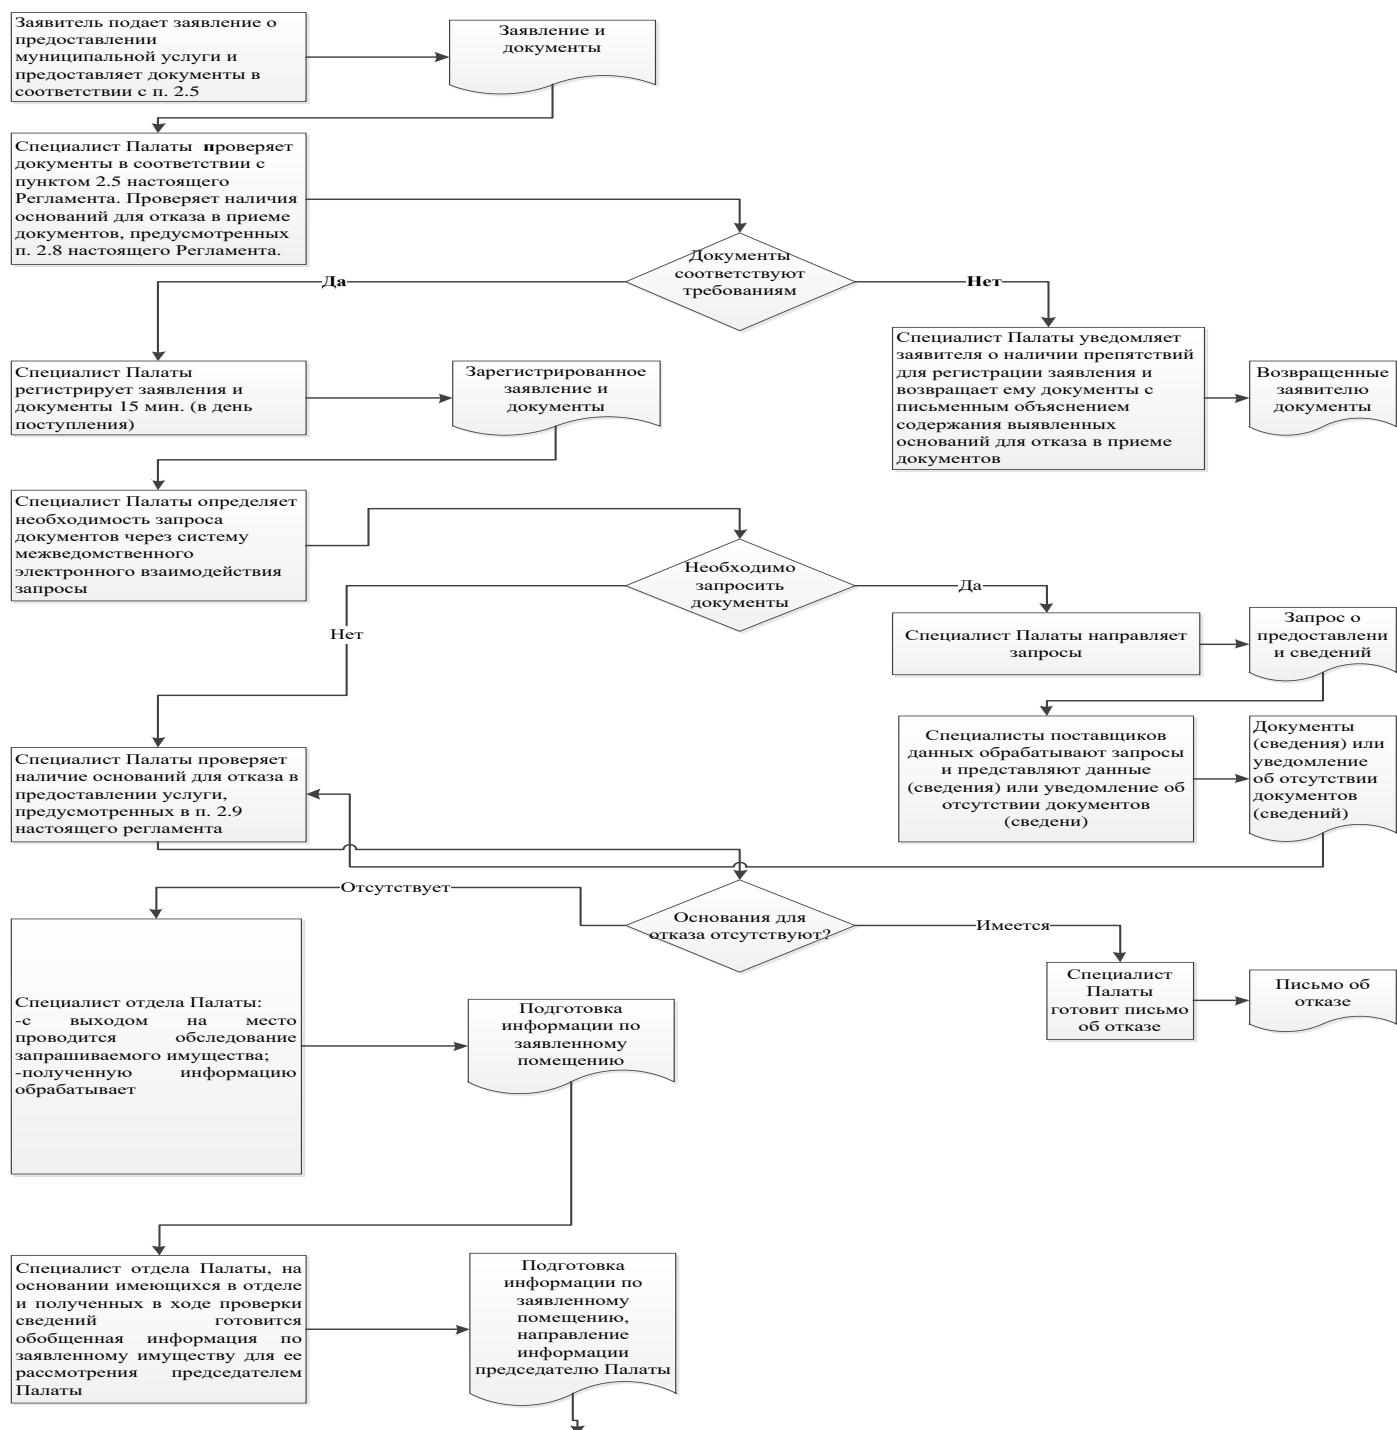 Заявитель подает заявление о
предоставлении
муниципальной услуги и
предоставляет документы в
соответствии с п. 2.5
Заявление и
документы
Специалист Палаты проверяет
документы в соответствии с
пунктом 2.5 настоящего
Регламента. Проверяет наличия
оснований для отказа в приеме
документов, предусмотренных
п. 2.8 настоящего Регламента.
Документы
соответствуют
требованиям
Да
Нет
Специалист Палаты
регистрирует заявления и
документы 15 мин. (в день
поступления)
Зарегистрированное
заявление и
документы
Специалист Палаты уведомляет
заявителя о наличии препятствий
для регистрации заявления и
возвращает ему документы с
письменным объяснением
содержания выявленных
оснований для отказа в приеме
документов
Возвращенные
заявителю
документы
Специалист Палаты определяет
необходимость запроса
документов через систему
межведомственного
электронного взаимодействия
запросы
Необходимо
запросить
документы
Да
Нет
Специалист Палаты направляет
запросы
Запрос о
предоставлени
и сведений
Специалисты поставщиков
данных обрабатывают запросы
и представляют данные
(сведения) или уведомление об
отсутствии документов
(сведени)
Документы
(сведения) или
уведомление
об отсутствии
документов
(сведений)
Специалист Палаты проверяет
наличие оснований для отказа в
предоставлении услуги,
предусмотренных в п. 2.9
настоящего регламента
Отсутствует
Основания для
отказа отсутствуют?
Имеется
Специалист
Палаты
готовит письмо
об отказе
Письмо об
отказе
Специалист отдела Палаты:
-с выходом на место
проводится обследование
запрашиваемого имущества;
-полученную информацию
обрабатывает
Подготовка
информации по
заявленному
помещению
Специалист отдела Палаты, на
основании имеющихся в отделе
и полученных в ходе проверки
сведений готовится
обобщенная информация по
заявленному имуществу для ее
рассмотрения председателем
Палаты
Подготовка
информации по
заявленному
помещению,
направление
информации
председателю Палаты